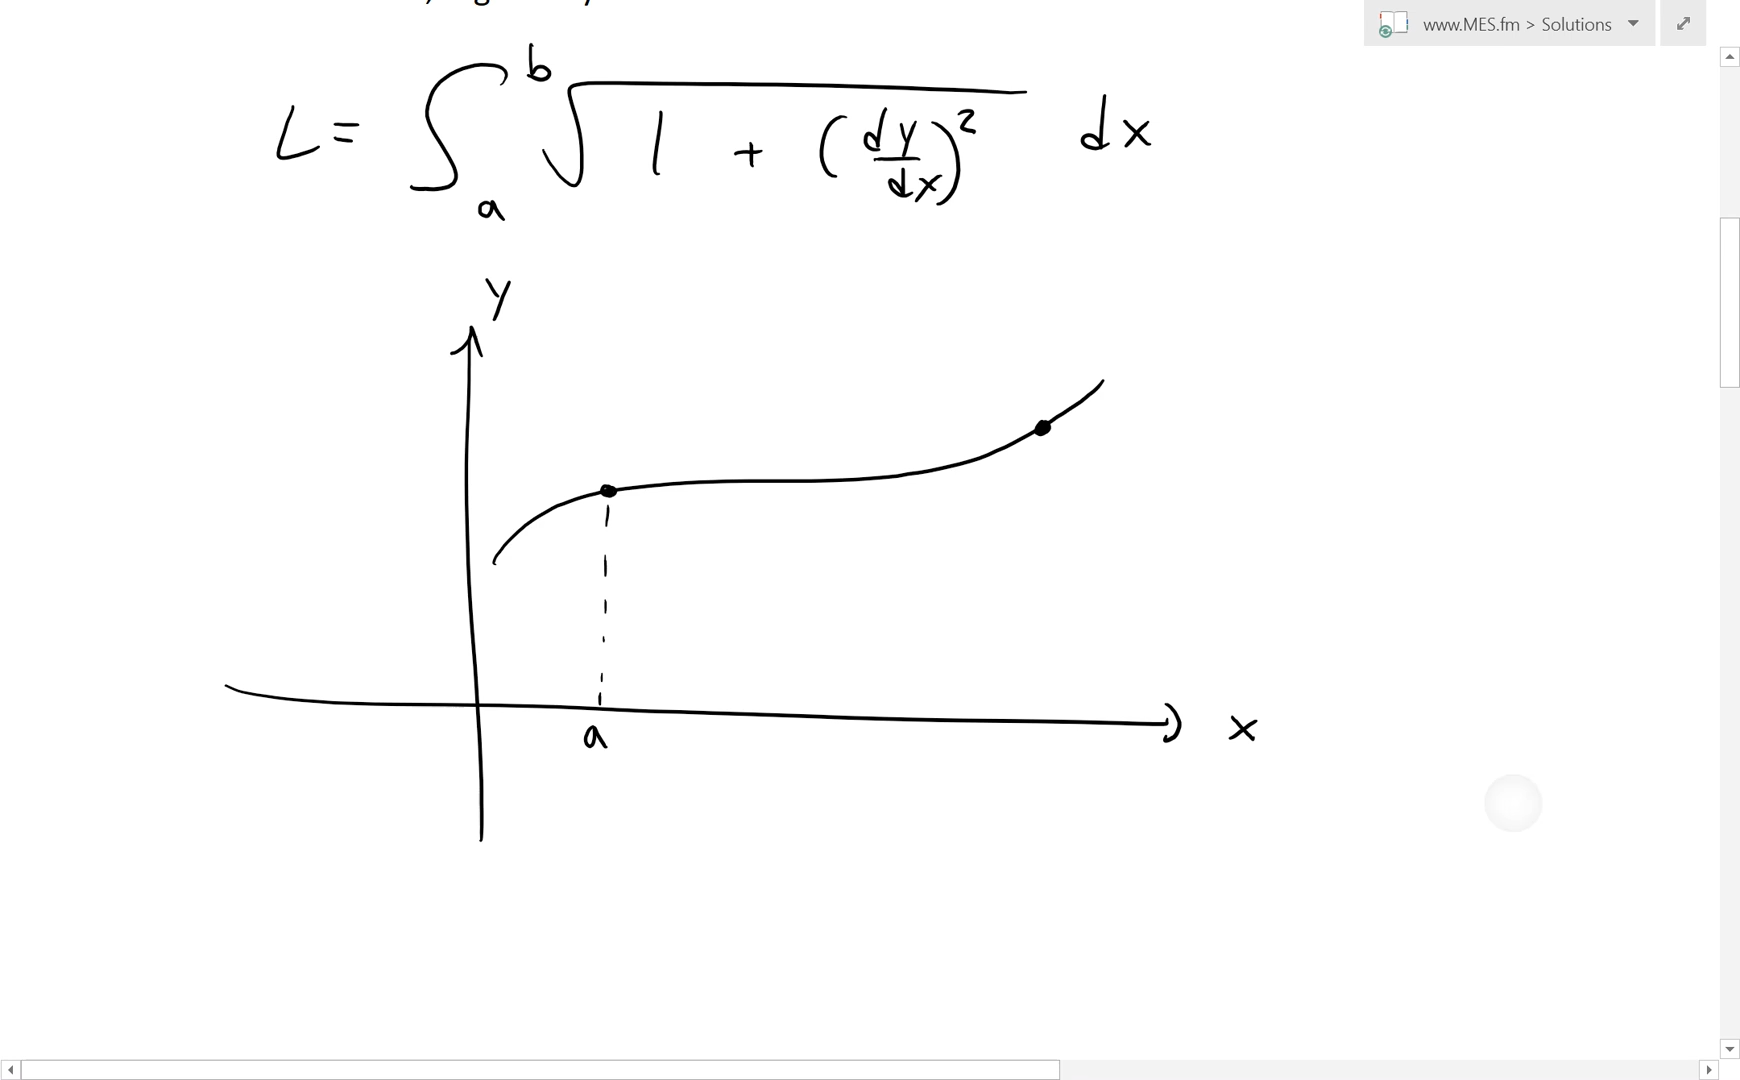 www.MES.fm > Solutions
L = ∫_a^b √(1 + (dy/dx)²) dx
y
a
x